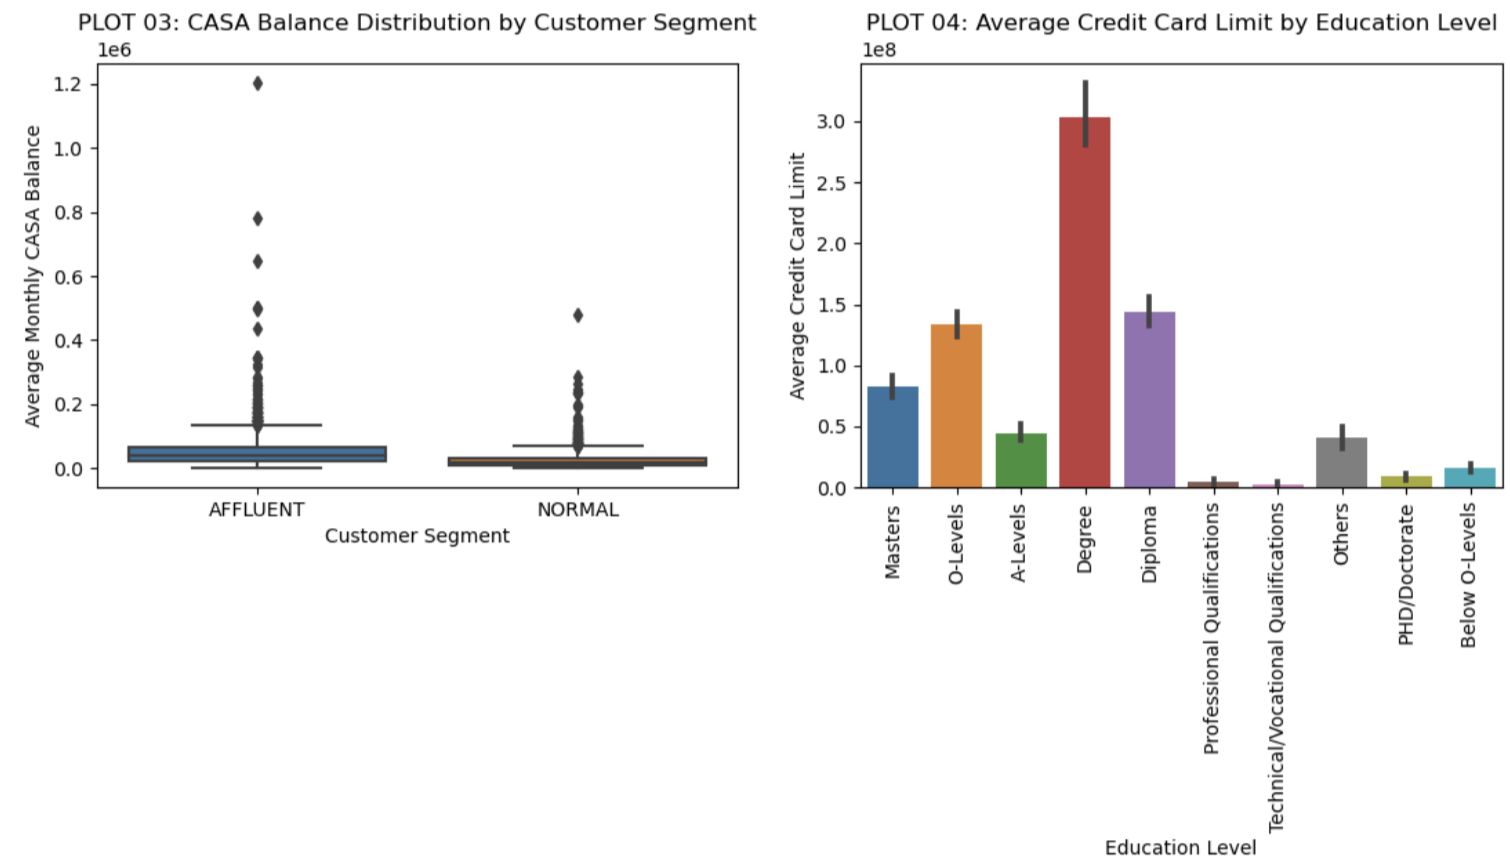 PLOT 03: CASA Balance Distribution by Customer Segment
1e6
1.2
1.0
0.8
0.6
0.4
0.2
0.0
Average Monthly CASA Balance
AFFLUENT
NORMAL
Customer Segment
PLOT 04: Average Credit Card Limit by Education Level
1e8
3.0
2.5
2.0
1.5
1.0
0.5
0.0
Average Credit Card Limit
Masters
O-Levels
A-Levels
Degree
Diploma
Professional Qualifications
Technical/Vocational Qualifications
Others
PHD/Doctorate
Below O-Levels
Education Level